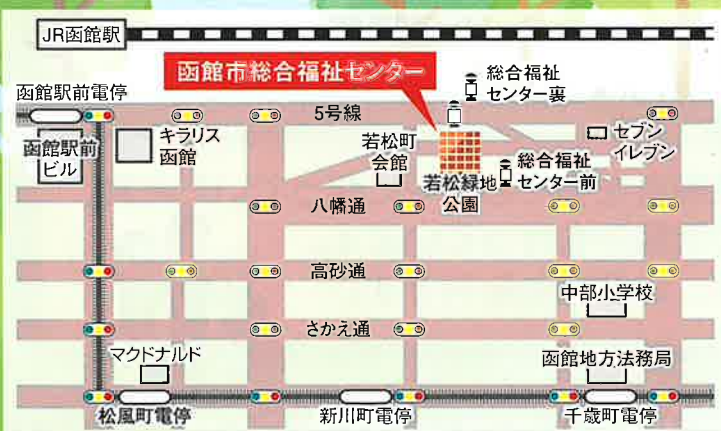 JR函館駅
函館市総合福祉センター
総合福祉
センター裏
函館駅前電停
5号線
キラリス
函館
函館駅前
ビル
若松町
会館
セブン
イレブン
総合福祉
センター前
若松緑地
公園
八幡通
高砂通
中部小学校
さかえ通
マクドナルド
函館地方法務局
松風町電停
新川町電停
千歳町電停